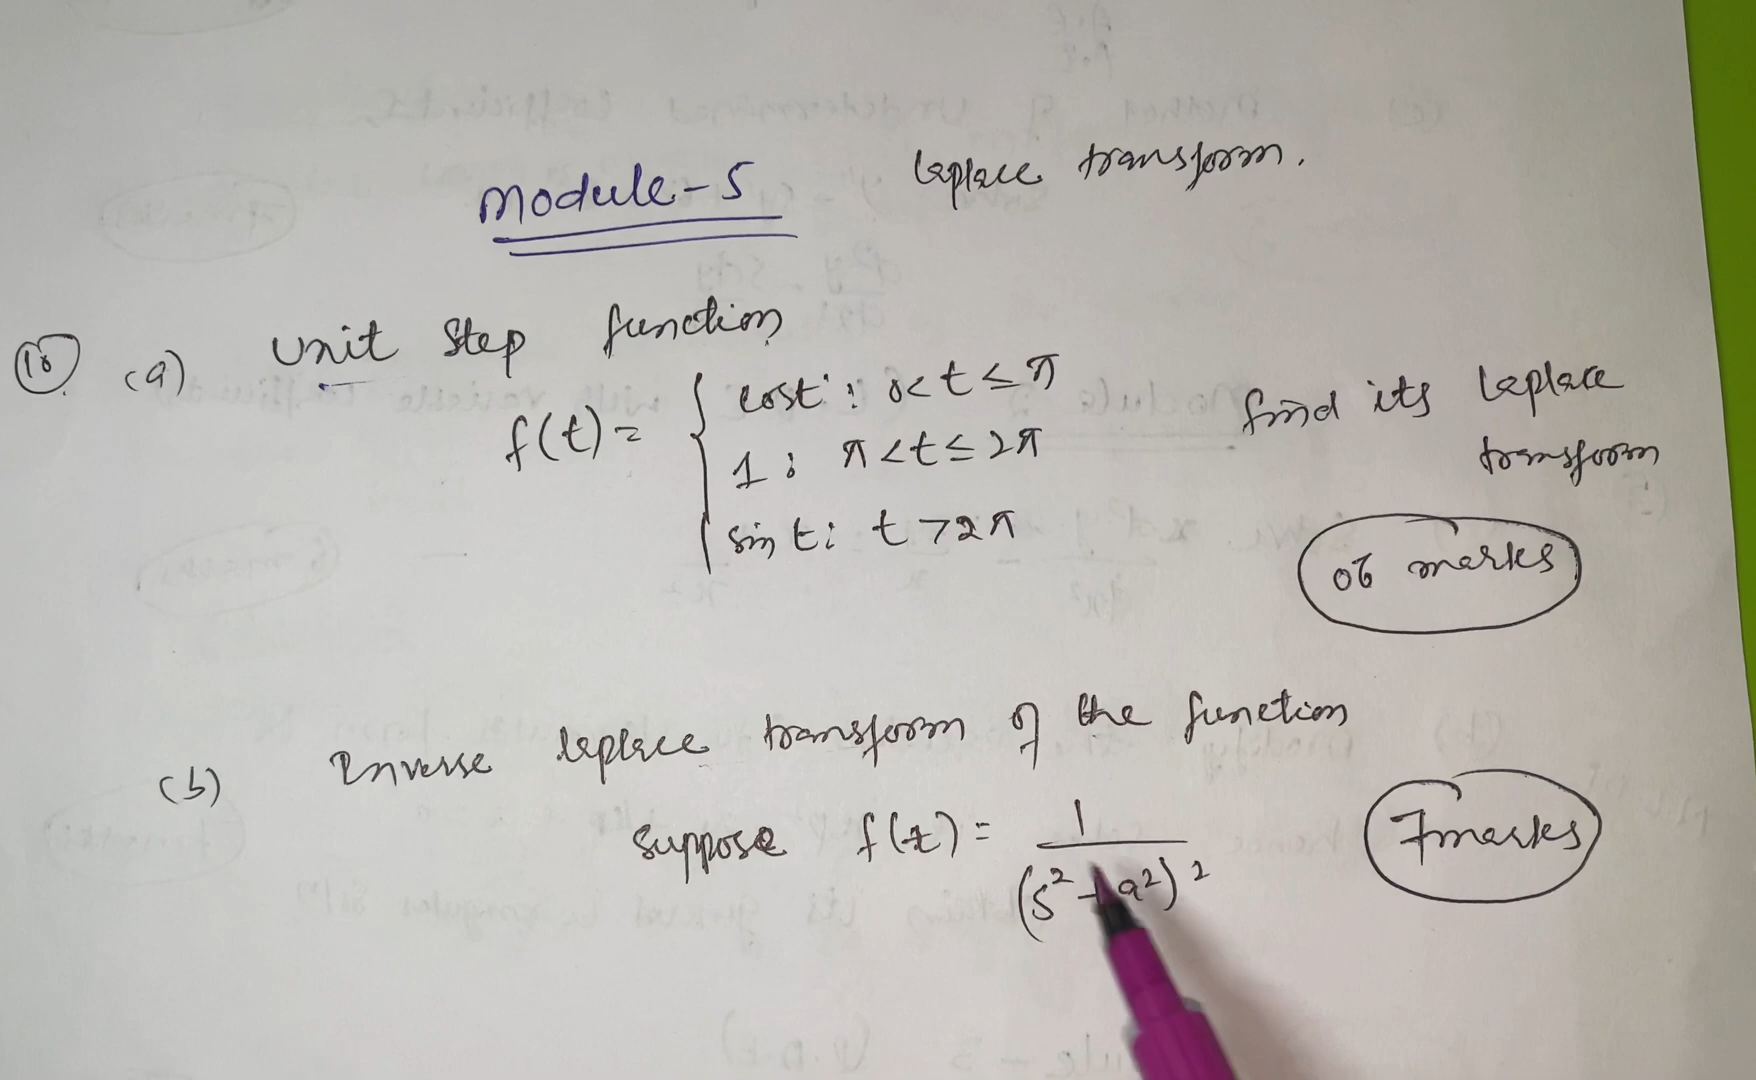 Module-5 Laplace transform.
10 (a) Unit Step function
f(t) = { cost : 0<t≤π
1 : π<t≤2π
sin t : t>2π
find its Laplace
transform
06 marks
(b) Inverse Laplace transform of the function
suppose f(t) = 1/(s²+a²)²
7marks